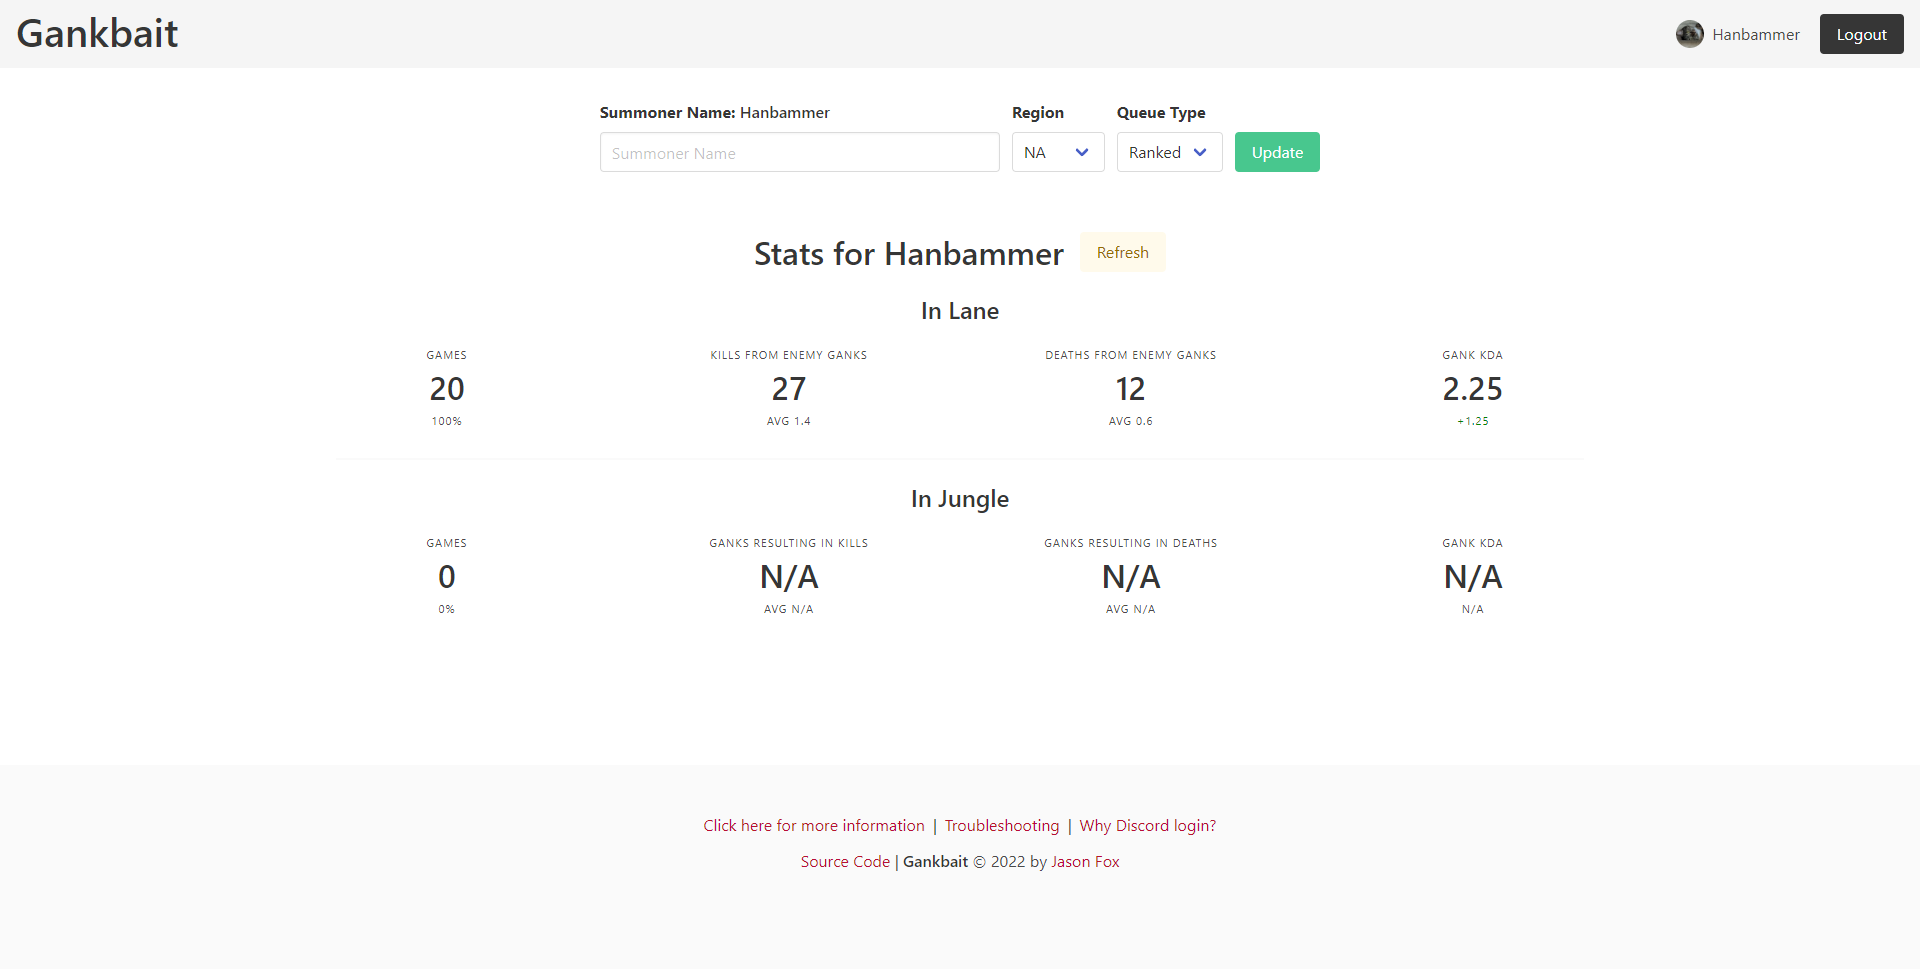 Gankbait
Hanbammer
Logout
Summoner Name: Hanbammer
Region
Queue Type
Summoner Name
NA
Ranked
Update
Stats for Hanbammer
Refresh
In Lane
GAMES
20
100%
KILLS FROM ENEMY GANKS
27
AVG 1.4
DEATHS FROM ENEMY GANKS
12
AVG 0.6
GANK KDA
2.25
+1.25
In Jungle
GAMES
0
0%
GANKS RESULTING IN KILLS
N/A
AVG N/A
GANKS RESULTING IN DEATHS
N/A
AVG N/A
GANK KDA
N/A
N/A
Click here for more information | Troubleshooting | Why Discord login?
Source Code | Gankbait © 2022 by Jason Fox